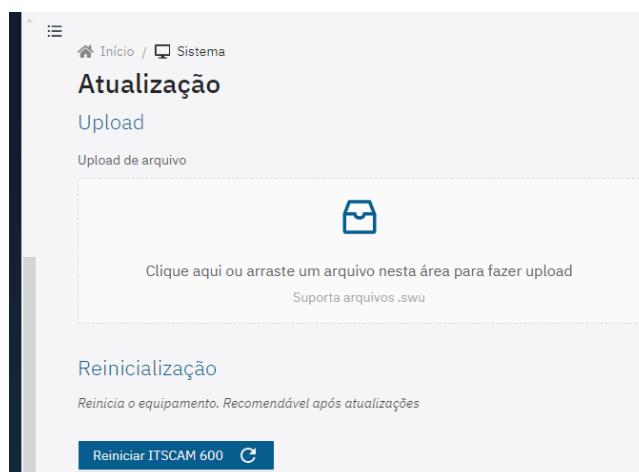 Início / Sistema
Atualização
Upload
Upload de arquivo
Clique aqui ou arraste um arquivo nesta área para fazer upload
Suporta arquivos .swu
Reinicialização
Reinicia o equipamento. Recomendável após atualizações
Reiniciar ITSCAM 600